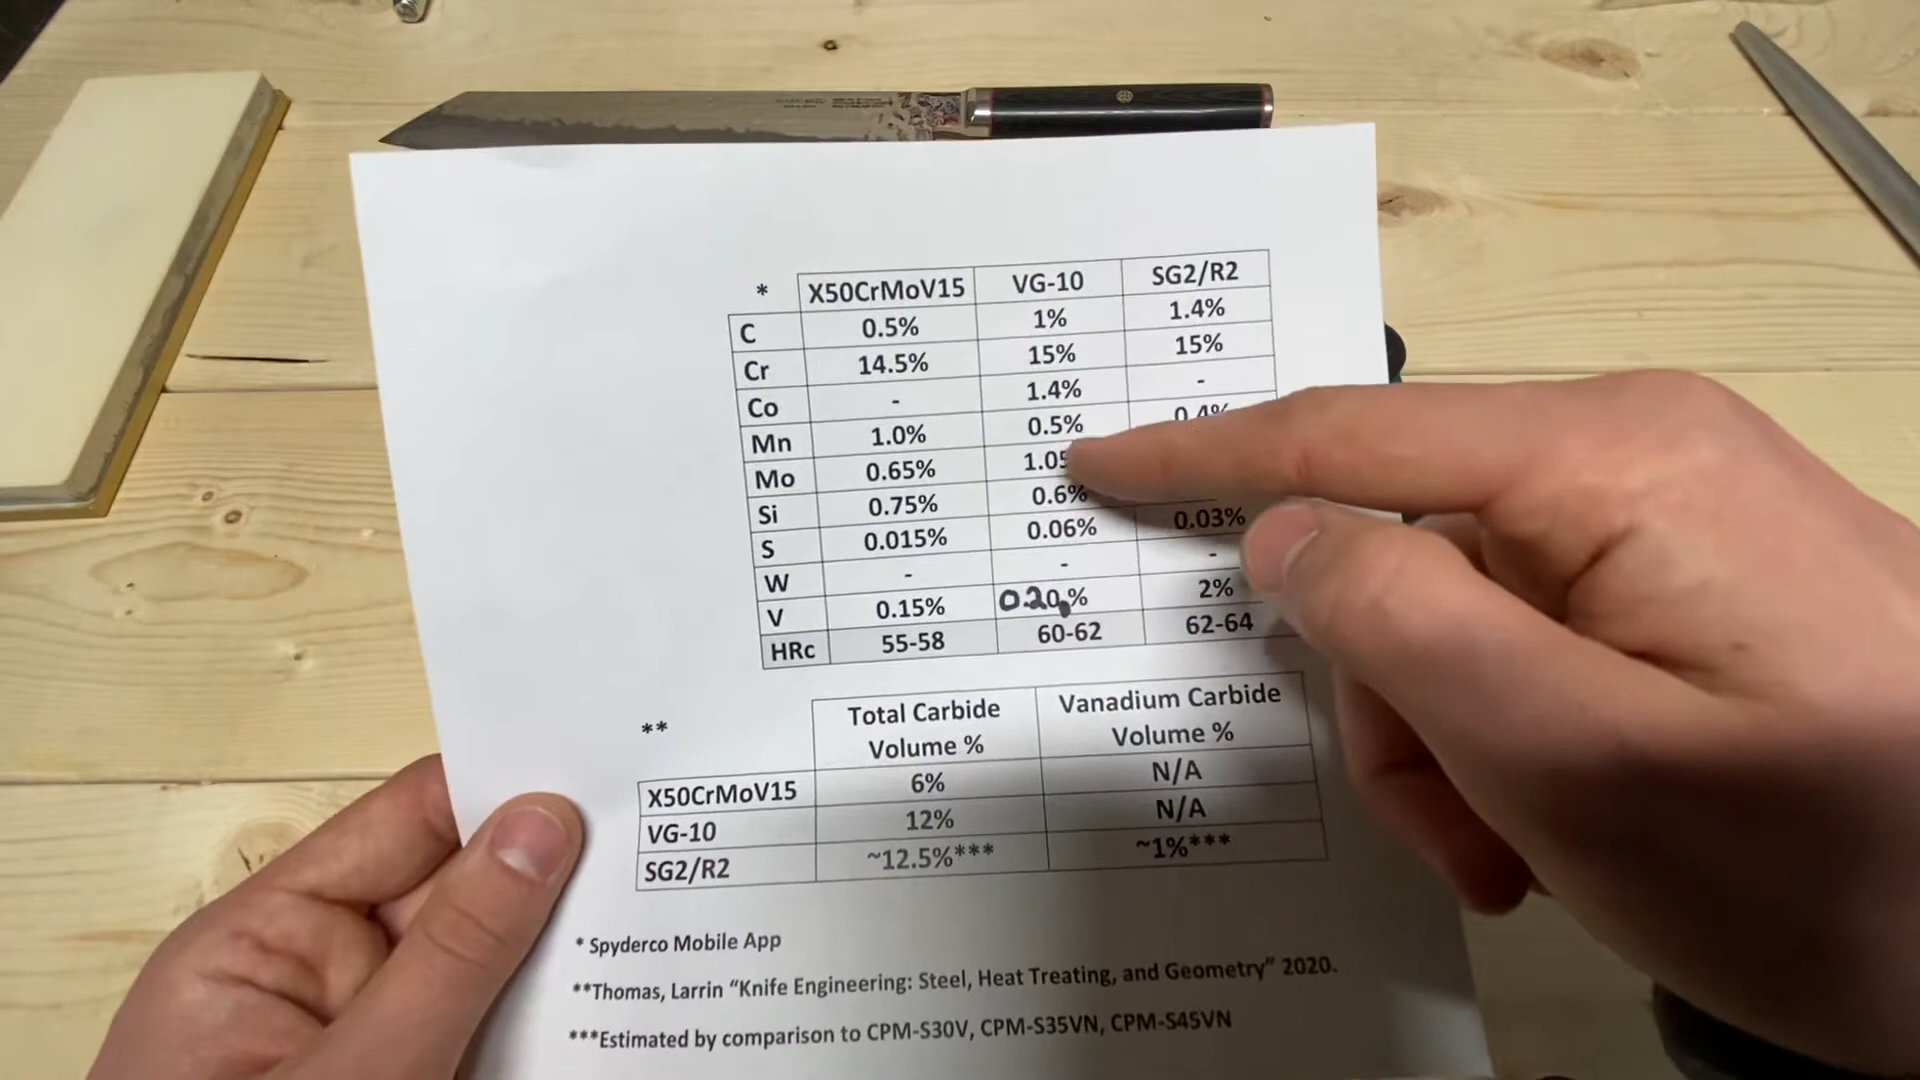 * X50CrMoV15 VG-10 SG2/R2
C 0.5% 1% 1.4%
Cr 14.5% 15% 15%
Co - 1.4% -
Mn 1.0% 0.5% 0.4%
Mo 0.65% 1.05
Si 0.75% 0.6%
S 0.015% 0.06% 0.03%
W - - -
V 0.15% 0.20% 2%
HRc 55-58 60-62 62-64
** Total Carbide Volume % Vanadium Carbide Volume %
X50CrMoV15 6% N/A
VG-10 12% N/A
SG2/R2 ~12.5%*** ~1%***
* Spyderco Mobile App
**Thomas, Larrin “Knife Engineering: Steel, Heat Treating, and Geometry” 2020.
***Estimated by comparison to CPM-S30V, CPM-S35VN, CPM-S45VN